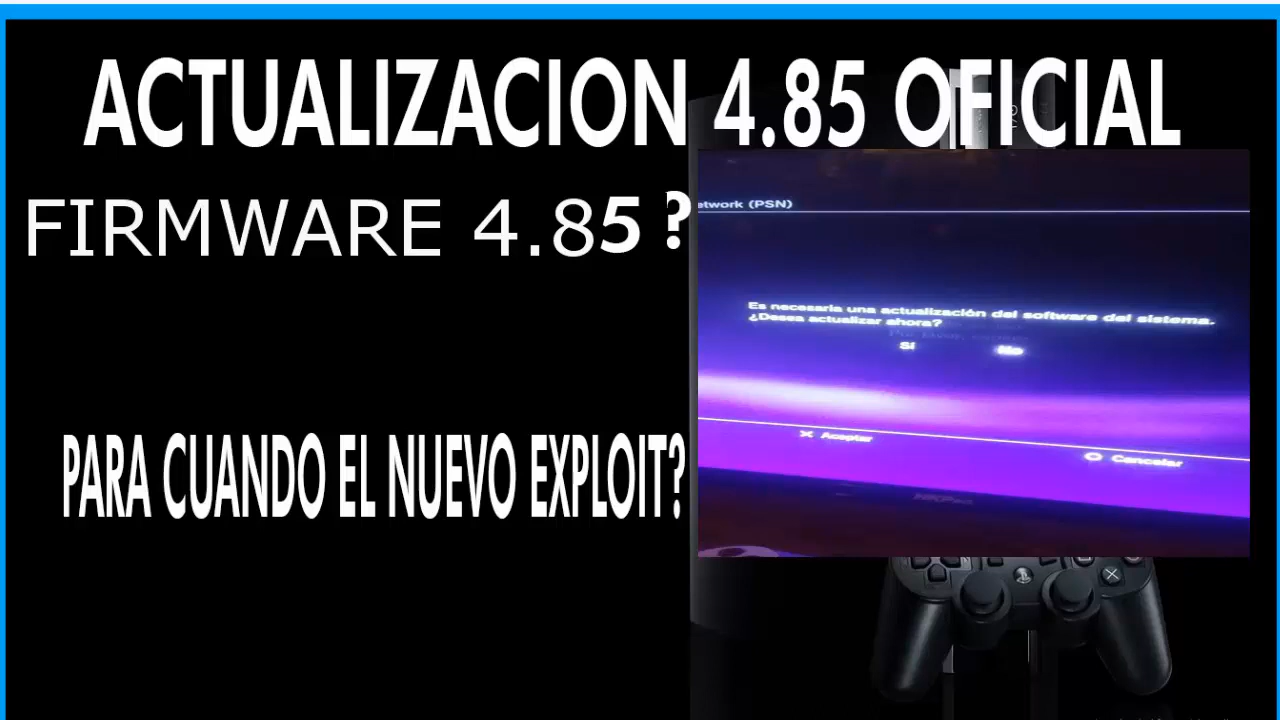 ACTUALIZACION 4.85 OFICIAL
FIRMWARE 4.85 ?
etwork (PSN)
Es necesaria una actualización del software del sistema.
¿Desea actualizar ahora?
Sí No
Aceptar
Cancelar
PARA CUANDO EL NUEVO EXPLOIT?